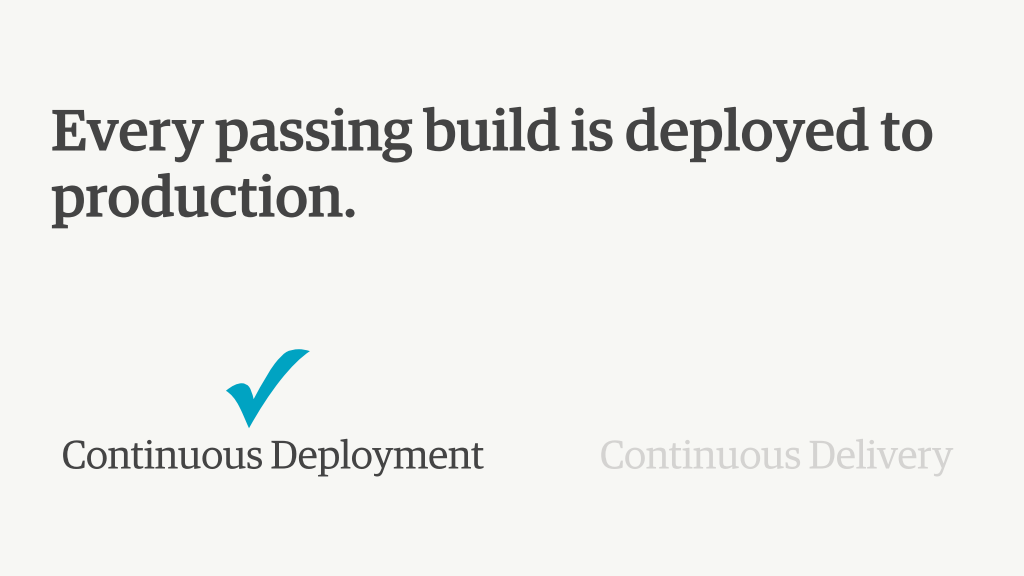 Every passing build is deployed to
production.
Continuous Deployment
Continuous Delivery